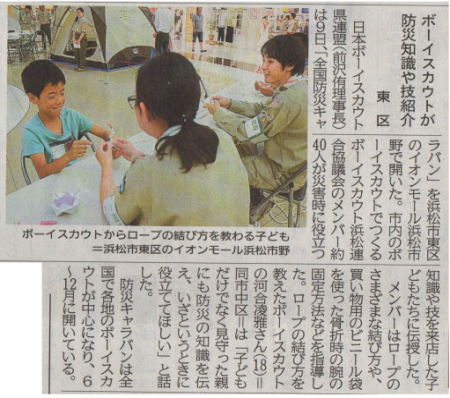 ボーイスカウトが
防災知識や技紹介
東区
日本ボーイスカウト
県連盟(前沢侑理事長)
は9日、「全国防災キャ
ラバン」を浜松市東区
のイオンモール浜松市
野で開いた。市内のボ
ーイスカウトでつくる
ボーイスカウト浜松連
合協議会のメンバー約
40人が災害時に役立つ
知識や技を来店した子
どもたちに伝授した。
メンバーはロープの
さまざまな結び方や、
買い物用のビニール袋
を使った骨折時の腕の
固定方法などを指導し
た。ロープの結び方を
教えたボーイスカウト
の河合凌雅さん(18)=
同市中区=は「子ども
だけでなく見守った親
にも防災の知識を伝
え、いざというときに
役立ててほしい」と話
した。
防災キャラバンは全
国で各地のボーイスカ
ウトが中心になり、6
~12月に開いている。
ボーイスカウトからロープの結び方を教わる子ども
=浜松市東区のイオンモール浜松市野